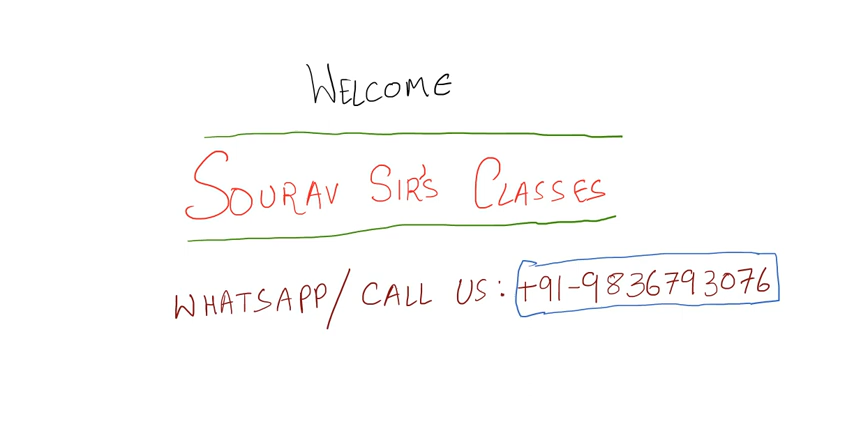 WELCOME
SOURAV SIR'S CLASSES
WHATSAPP/ CALL US: +91-9836793076